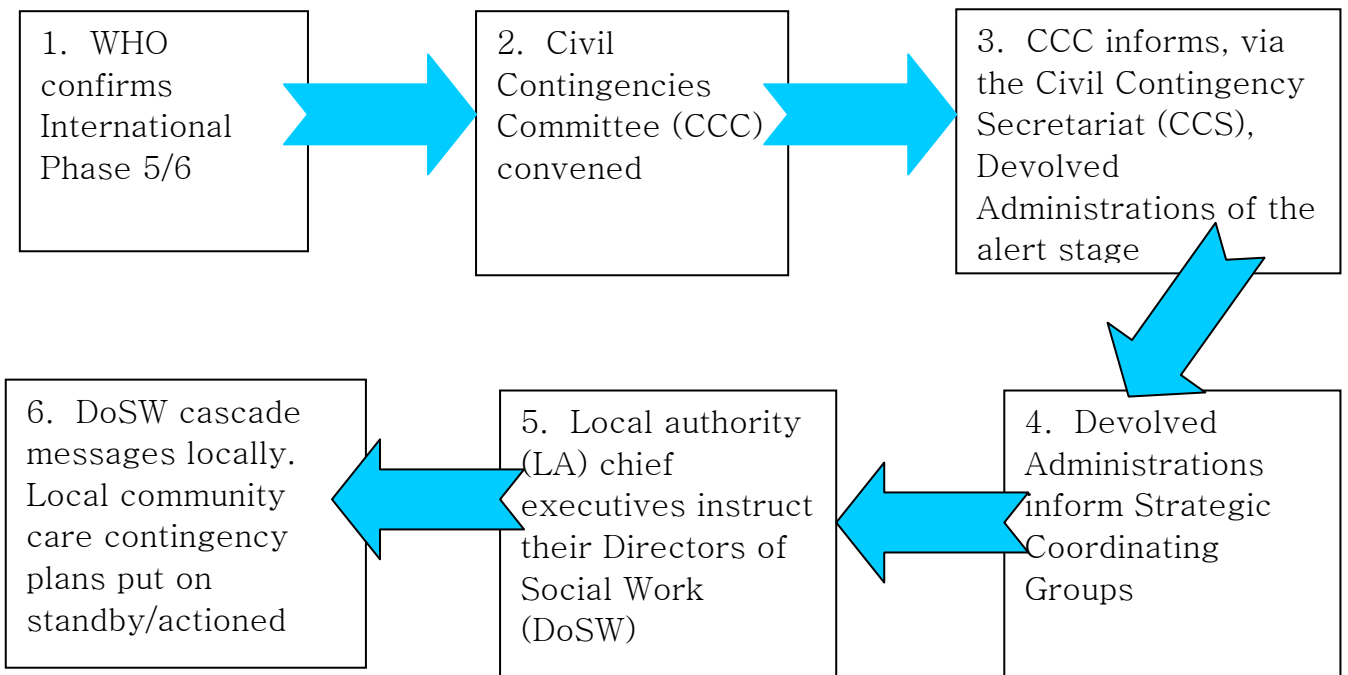 1. WHO
confirms
International
Phase 5/6
2. Civil
Contingencies
Committee (CCC)
convened
3. CCC informs, via
the Civil Contingency
Secretariat (CCS),
Devolved
Administrations of the
alert stage
4. Devolved
Administrations
inform Strategic
Coordinating
Groups
5. Local authority
(LA) chief
executives instruct
their Directors of
Social Work
(DoSW)
6. DoSW cascade
messages locally.
Local community
care contingency
plans put on
standby/actioned